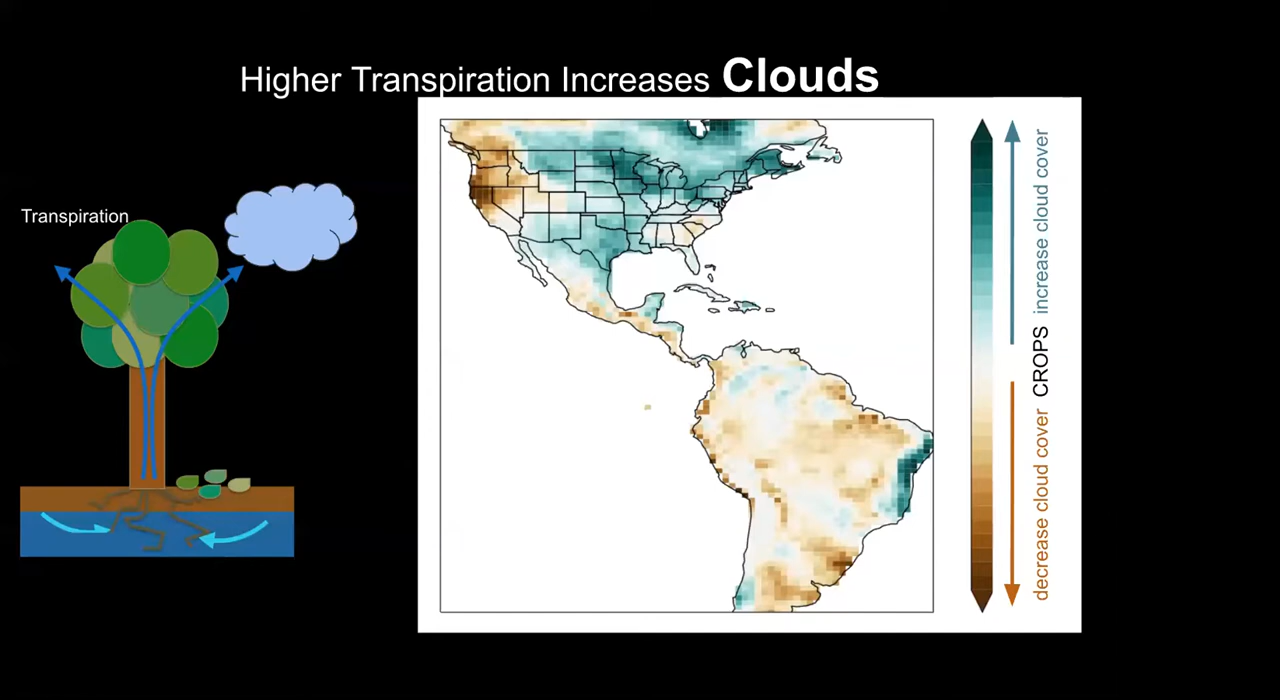 Higher Transpiration Increases Clouds
Transpiration
increase cloud cover
CROPS
decrease cloud cover